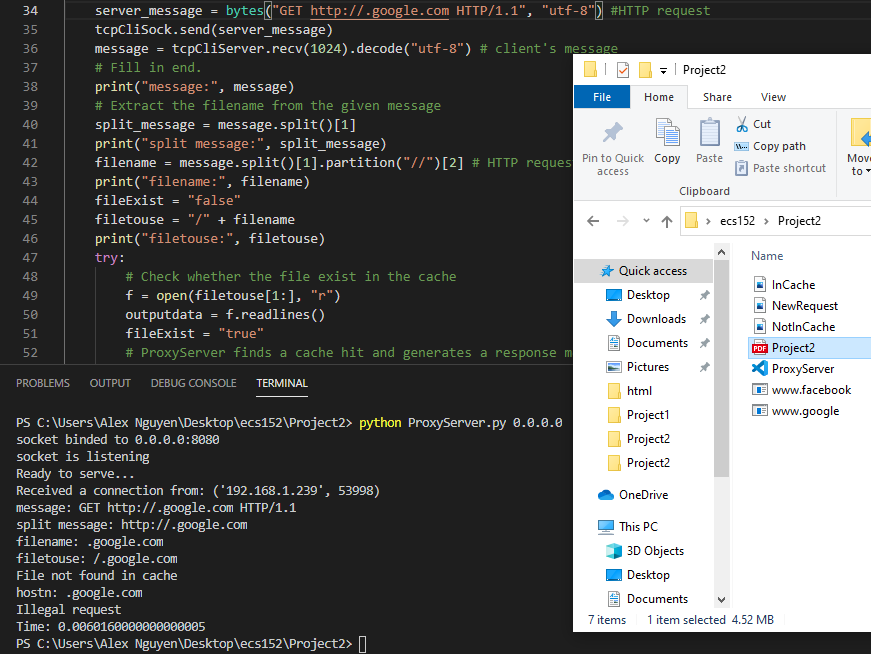 34 server_message = bytes("GET http://.google.com HTTP/1.1", "utf-8") #HTTP request
35 tcpCliSock.send(server_message)
36 message = tcpCliServer.recv(1024).decode("utf-8") # client's message
37 # Fill in end.
38 print("message:", message)
39 # Extract the filename from the given message
40 split_message = message.split()[1]
41 print("split message:", split_message)
42 filename = message.split()[1].partition("//")[2] # HTTP reques
43 print("filename:", filename)
44 fileExist = "false"
45 filetouse = "/" + filename
46 print("filetouse:", filetouse)
47 try:
48 # Check whether the file exist in the cache
49 f = open(filetouse[1:], "r")
50 outputdata = f.readlines()
51 fileExist = "true"
52 # ProxyServer finds a cache hit and generates a response m
PROBLEMS OUTPUT DEBUG CONSOLE TERMINAL
PS C:\Users\Alex Nguyen\Desktop\ecs152\Project2> python ProxyServer.py 0.0.0.0
socket binded to 0.0.0.0:8080
socket is listening
Ready to serve...
Received a connection from: ('192.168.1.239', 53998)
message: GET http://.google.com HTTP/1.1
split message: http://.google.com
filename: .google.com
filetouse: /.google.com
File not found in cache
hostn: .google.com
Illegal request
Time: 0.0060160000000000005
PS C:\Users\Alex Nguyen\Desktop\ecs152\Project2>
Project2
File Home Share View
Pin to Quick access
Copy
Paste
Cut
Copy path
Paste shortcut
Move to
Clipboard
ecs152 › Project2
Quick access
Desktop
Downloads
Documents
Pictures
html
Project1
Project2
Project2
OneDrive
This PC
3D Objects
Desktop
Documents
Name
InCache
NewRequest
NotInCache
PDF Project2
ProxyServer
www.facebook
www.google
7 items 1 item selected 4.52 MB